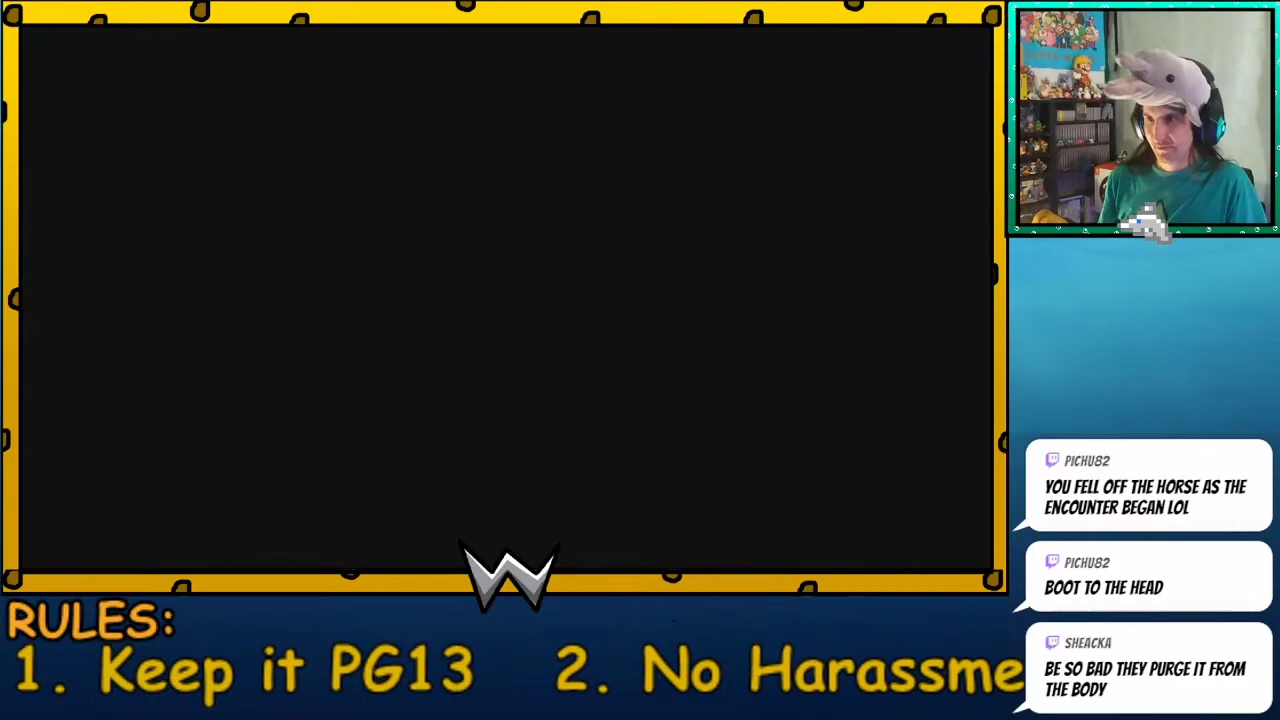 PICHU82
YOU FELL OFF THE HORSE AS THE
ENCOUNTER BEGAN LOL
PICHU82
BOOT TO THE HEAD
SHEACKA
BE SO BAD THEY PURGE IT FROM
THE BODY
RULES:
1. Keep it PG13 2. No Harassme